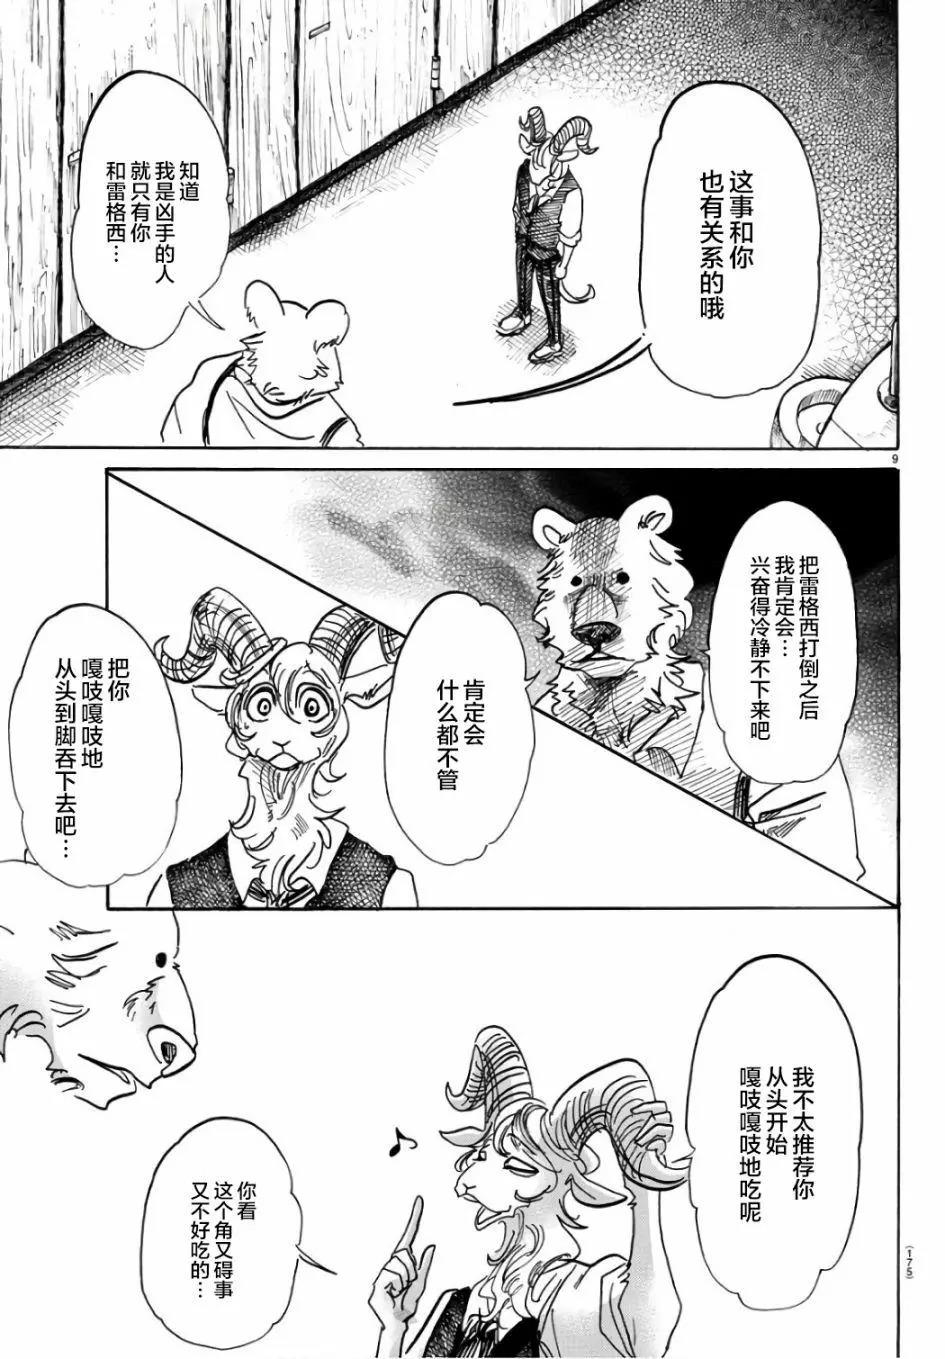 这事和你
也有关系的哦
知道
我是凶手的人
就只有你
和雷格西…
9
把雷格西打倒之后
我肯定会…
兴奋得冷静不下来吧
肯定会
什么都不管
把你
嘎吱嘎吱地
从头到脚吞下去吧…
我不太推荐你
从头开始
嘎吱嘎吱地吃呢
你看
这个角又碍事
又不好吃的…
(175)